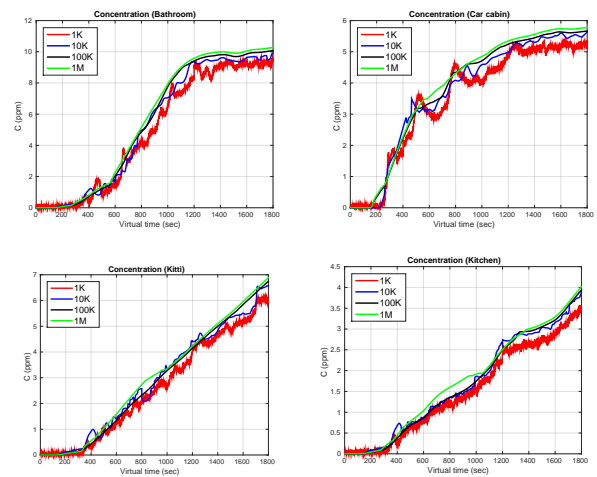 Concentration (Bathroom)
12
10
8
6
4
2
0
C (ppm)
1K
10K
100K
1M
0 200 400 600 800 1000 1200 1400 1600 1800
Virtual time (sec)
Concentration (Car cabin)
6
5
4
3
2
1
0
C (ppm)
1K
10K
100K
1M
0 200 400 600 800 1000 1200 1400 1600 1800
Virtual time (sec)
Concentration (Kitti)
7
6
5
4
3
2
1
0
C (ppm)
1K
10K
100K
1M
0 200 400 600 800 1000 1200 1400 1600 1800
Virtual time (sec)
Concentration (Kitchen)
4.5
4
3.5
3
2.5
2
1.5
1
0.5
0
C (ppm)
1K
10K
100K
1M
0 200 400 600 800 1000 1200 1400 1600 1800
Virtual time (sec)